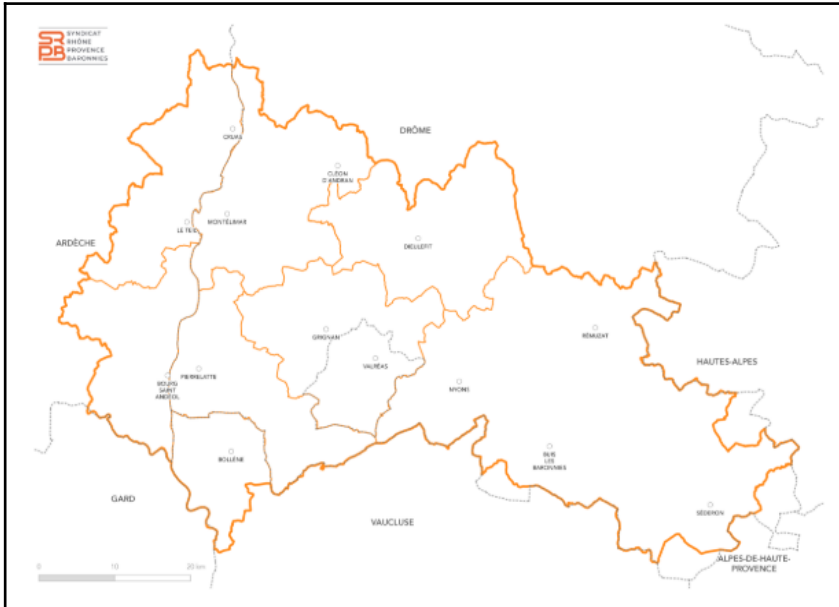 SRPB
SYNDICAT
RHÔNE
PROVENCE
BARONNIES
DRÔME
CRUAS
CLÉON
D'ANDRAN
MONTÉLIMAR
LE TEIL
ARDÈCHE
DIEULEFIT
GRIGNAN
RÉMUZAT
VALRÉAS
HAUTES-ALPES
PIERRELATTE
BOURG
SAINT
ANDÉOL
NYONS
BOLLÈNE
BUIS
LES
BARONNIES
GARD
SÉDERON
VAUCLUSE
ALPES-DE-HAUTE-
PROVENCE
0 10 20 km